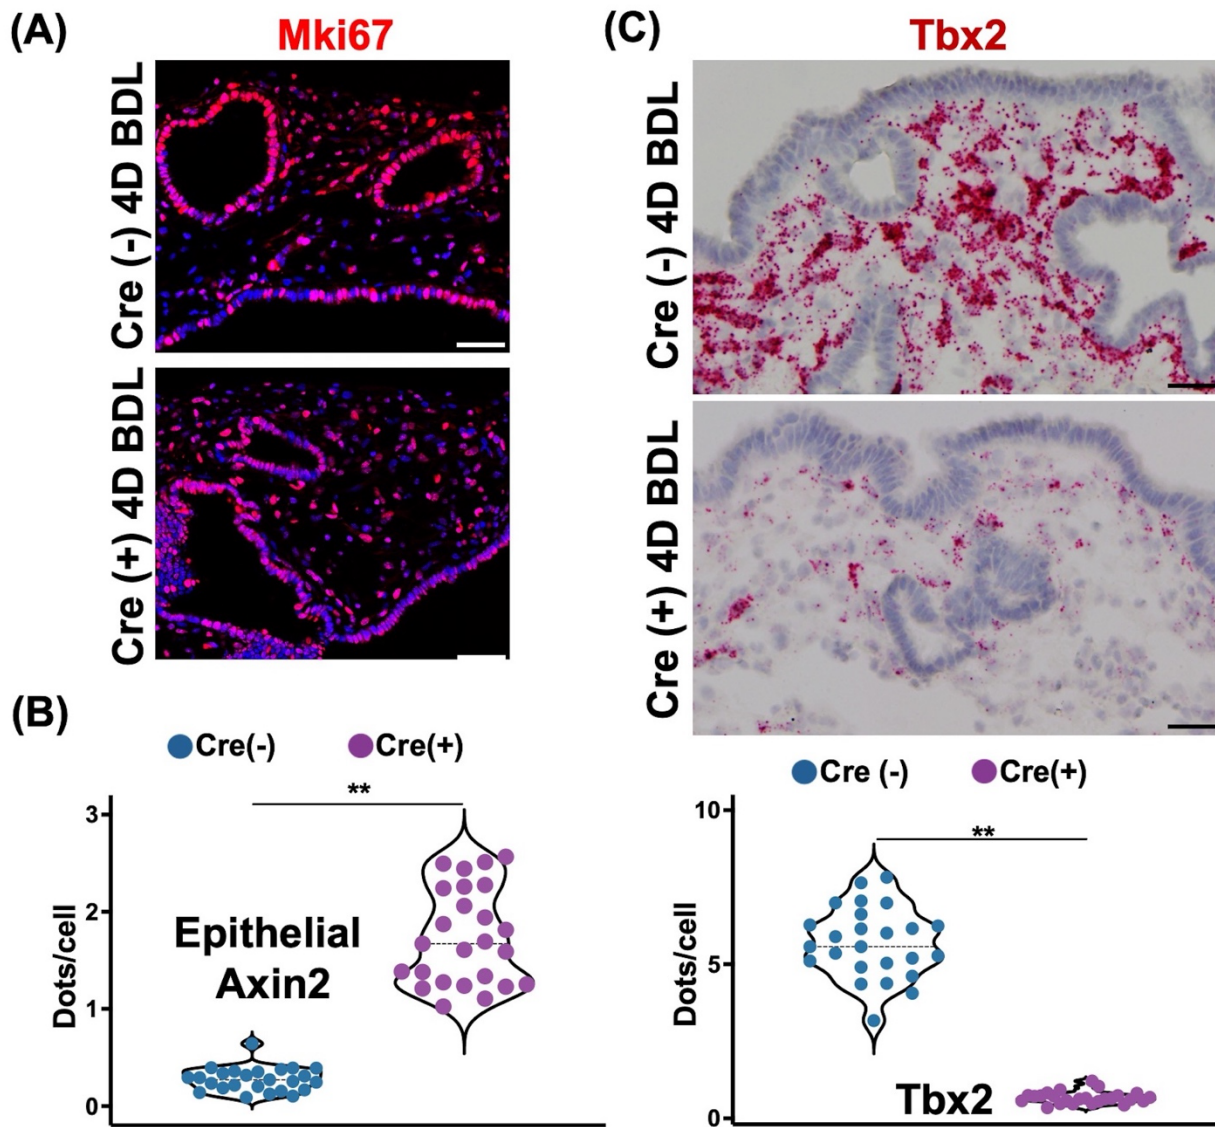 (A)
Mki67
Cre (-) 4D BDL
Cre (+) 4D BDL
(B)
Cre(-)
Cre(+)
**
3
2
1
0
Dots/cell
Epithelial
Axin2
(C)
Tbx2
Cre (-) 4D BDL
Cre (+) 4D BDL
Cre (-)
Cre(+)
**
10
5
0
Dots/cell
Tbx2